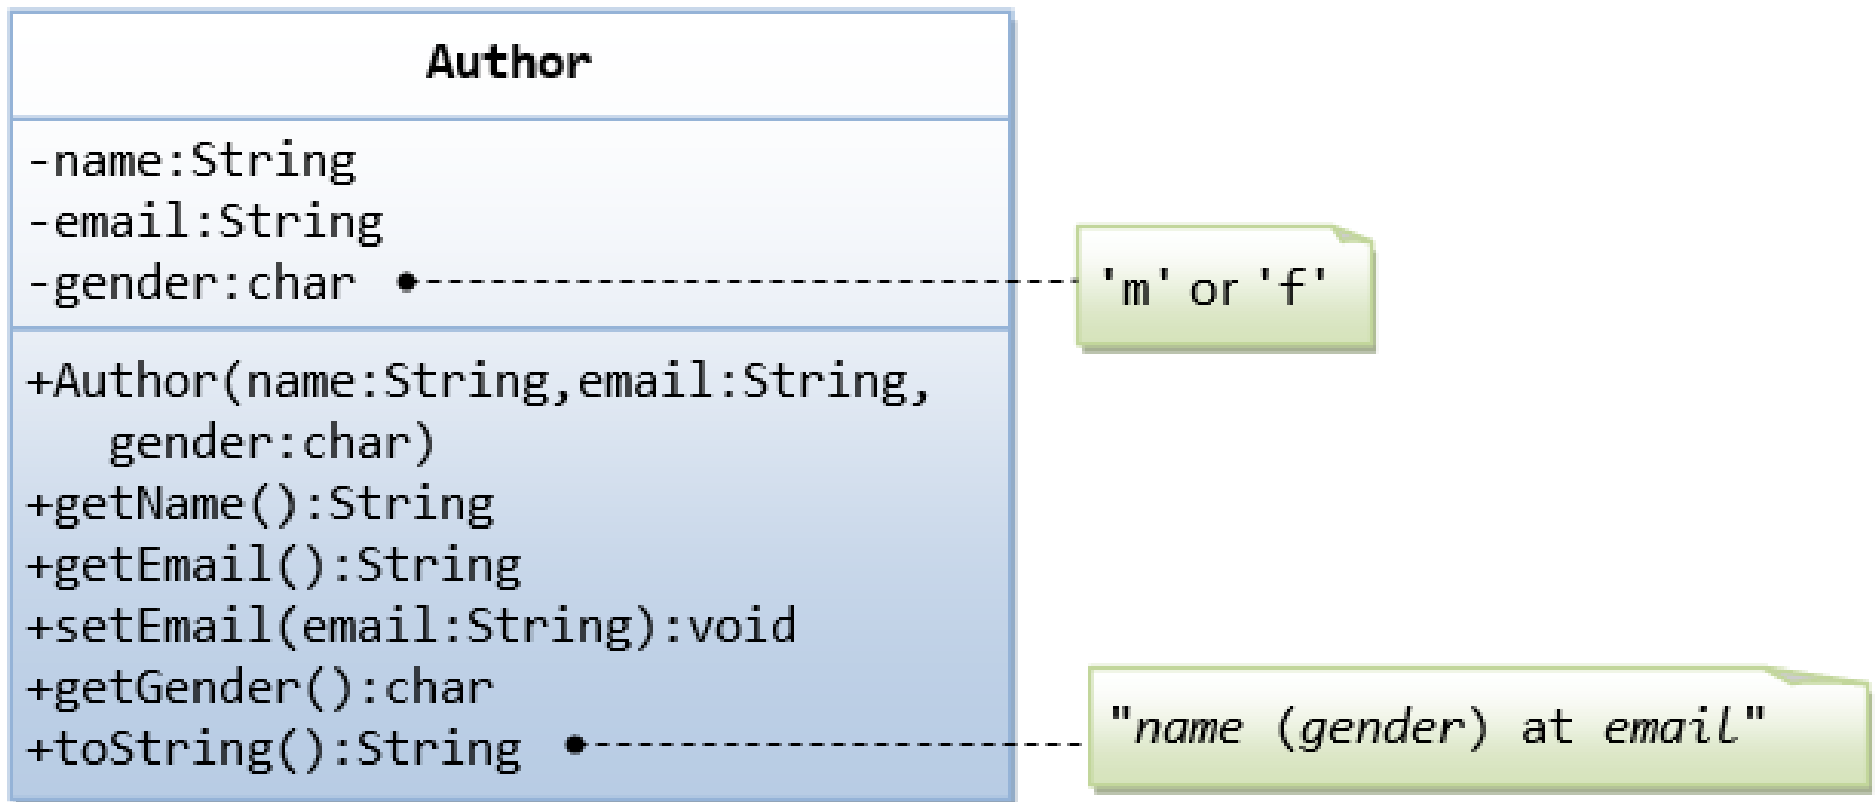 Author
-name:String
-email:String
-gender:char
'm' or 'f'
+Author(name:String,email:String,
gender:char)
+getName():String
+getEmail():String
+setEmail(email:String):void
+getGender():char
+toString():String
"name (gender) at email"